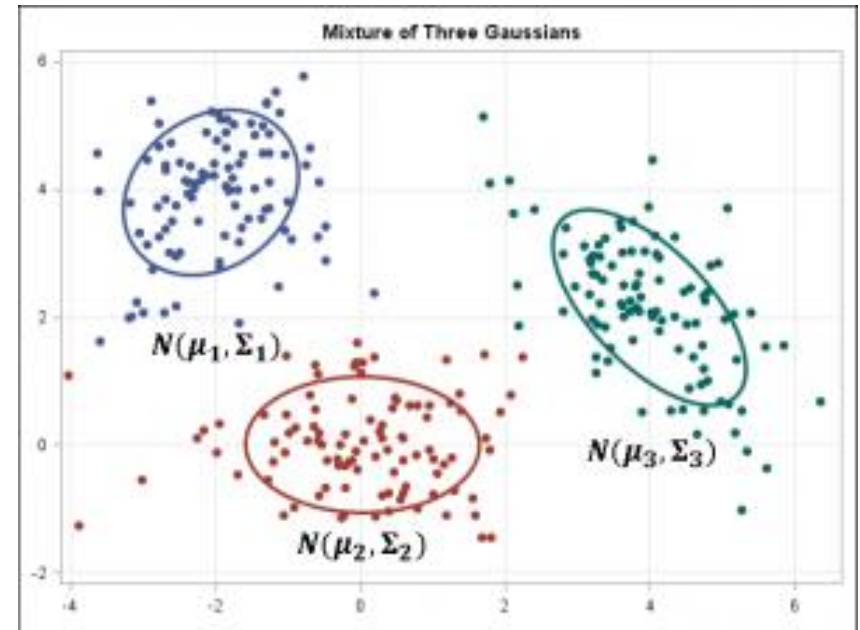 Mixture of Three Gaussians
6
4
2
0
-2
N(μ₁, Σ₁)
N(μ₂, Σ₂)
N(μ₃, Σ₃)
-4 -2 0 2 4 6